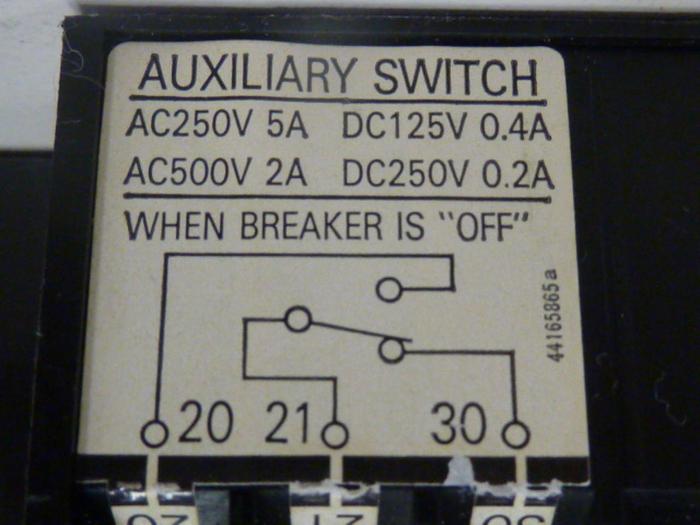 AUXILIARY SWITCH
AC250V 5A DC125V 0.4A
AC500V 2A DC250V 0.2A
WHEN BREAKER IS "OFF"
44165865a
20 21 30